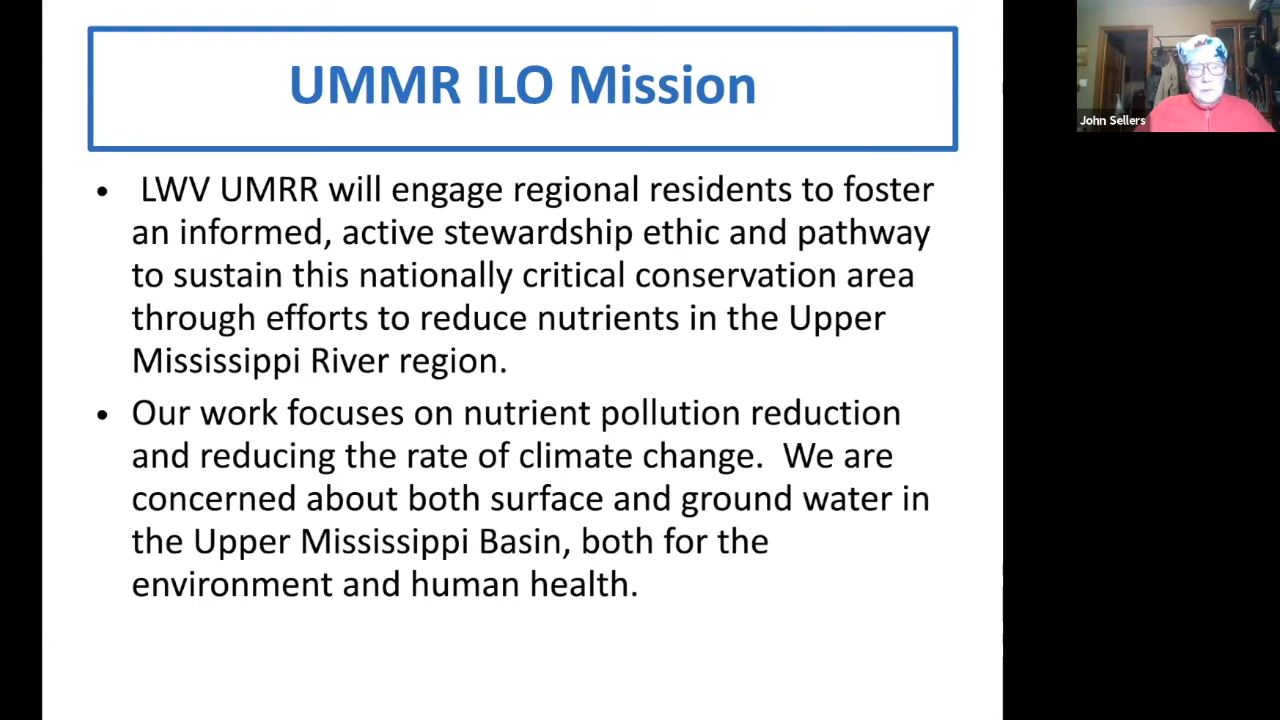 UMMR ILO Mission
John Sellers
• LWV UMRR will engage regional residents to foster
an informed, active stewardship ethic and pathway
to sustain this nationally critical conservation area
through efforts to reduce nutrients in the Upper
Mississippi River region.
• Our work focuses on nutrient pollution reduction
and reducing the rate of climate change.  We are
concerned about both surface and ground water in
the Upper Mississippi Basin, both for the
environment and human health.